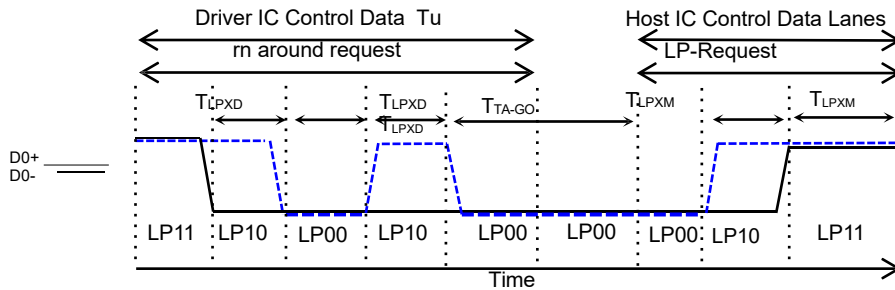 Driver IC Control Data Tu
Host IC Control Data Lanes
rn around request
LP-Request
TLPXD
TLPXD
TLPXD
TTA-GO
TLPXM
TLPXM
D0+
D0-
LP11
LP10
LP00
LP10
LP00
LP00
LP00
LP10
LP11
Time